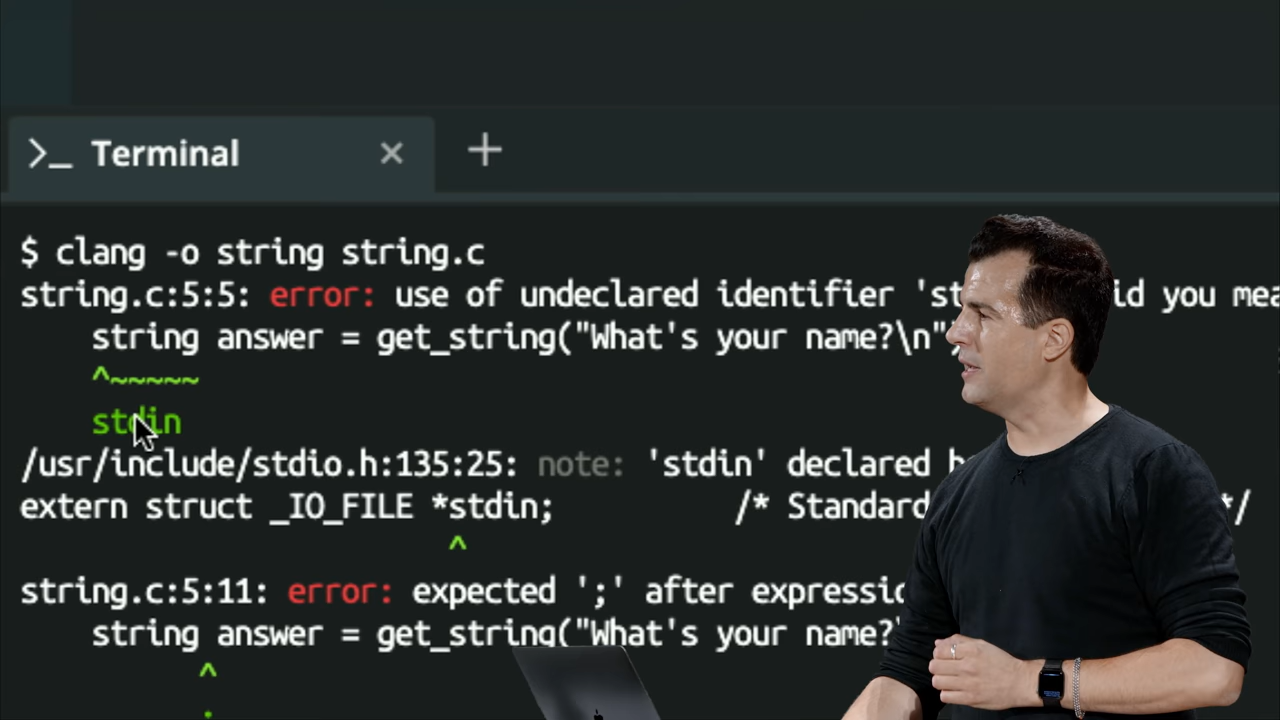 >_ Terminal × +
$ clang -o string string.c
string.c:5:5: error: use of undeclared identifier 'st id you mea
    string answer = get_string("What's your name?\n"
    ^~~~~~
    stdin
/usr/include/stdio.h:135:25: note: 'stdin' declared h
extern struct _IO_FILE *stdin;          /* Standard */
                        ^
string.c:5:11: error: expected ';' after expressio
    string answer = get_string("What's your name?
          ^
          ;